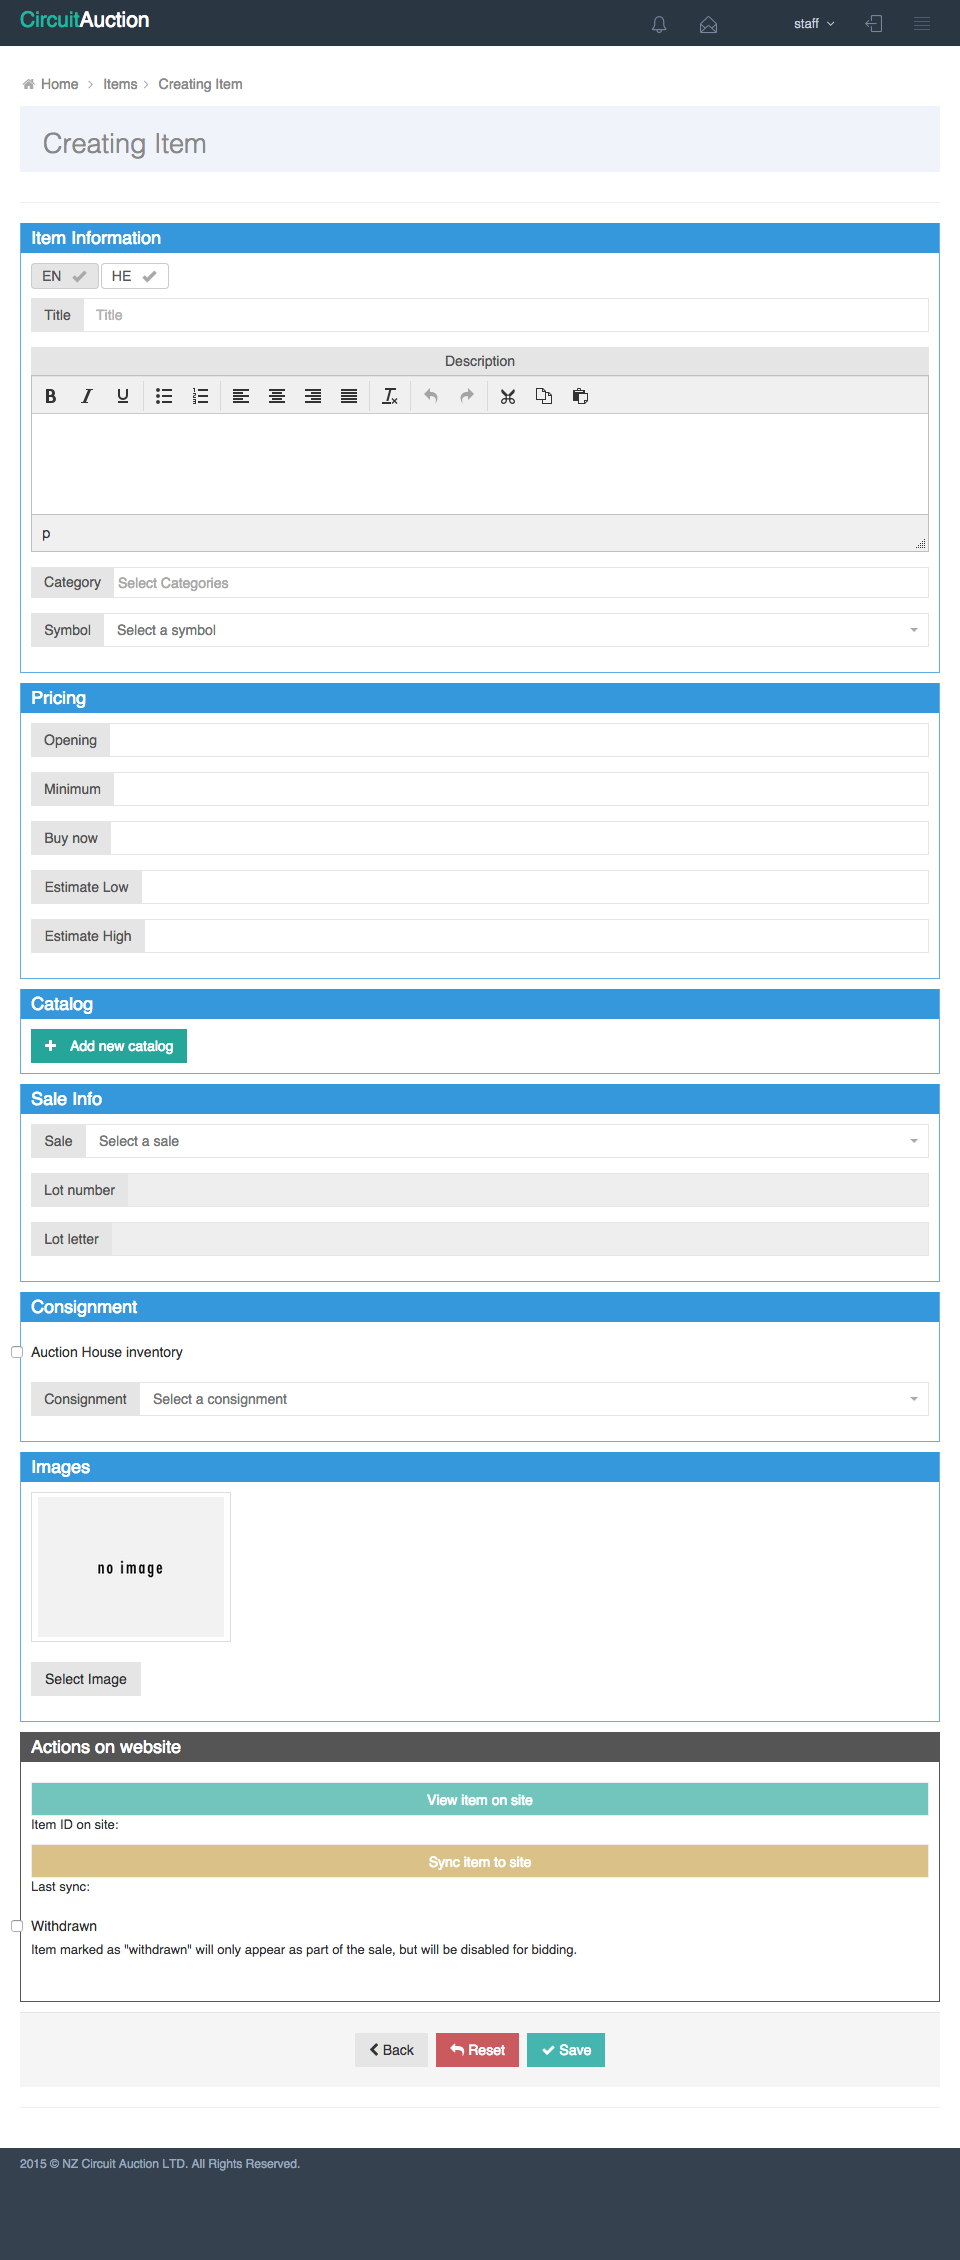 CircuitAuction
staff
Home > Items > Creating Item
Creating Item
Item Information
EN HE
Title Title
Description
B I U
p
Category Select Categories
Symbol Select a symbol
Pricing
Opening
Minimum
Buy now
Estimate Low
Estimate High
Catalog
+ Add new catalog
Sale Info
Sale Select a sale
Lot number
Lot letter
Consignment
Auction House inventory
Consignment Select a consignment
Images
no image
Select Image
Actions on website
View item on site
Item ID on site:
Sync item to site
Last sync:
Withdrawn
Item marked as "withdrawn" will only appear as part of the sale, but will be disabled for bidding.
Back Reset Save
2015 © NZ Circuit Auction LTD. All Rights Reserved.